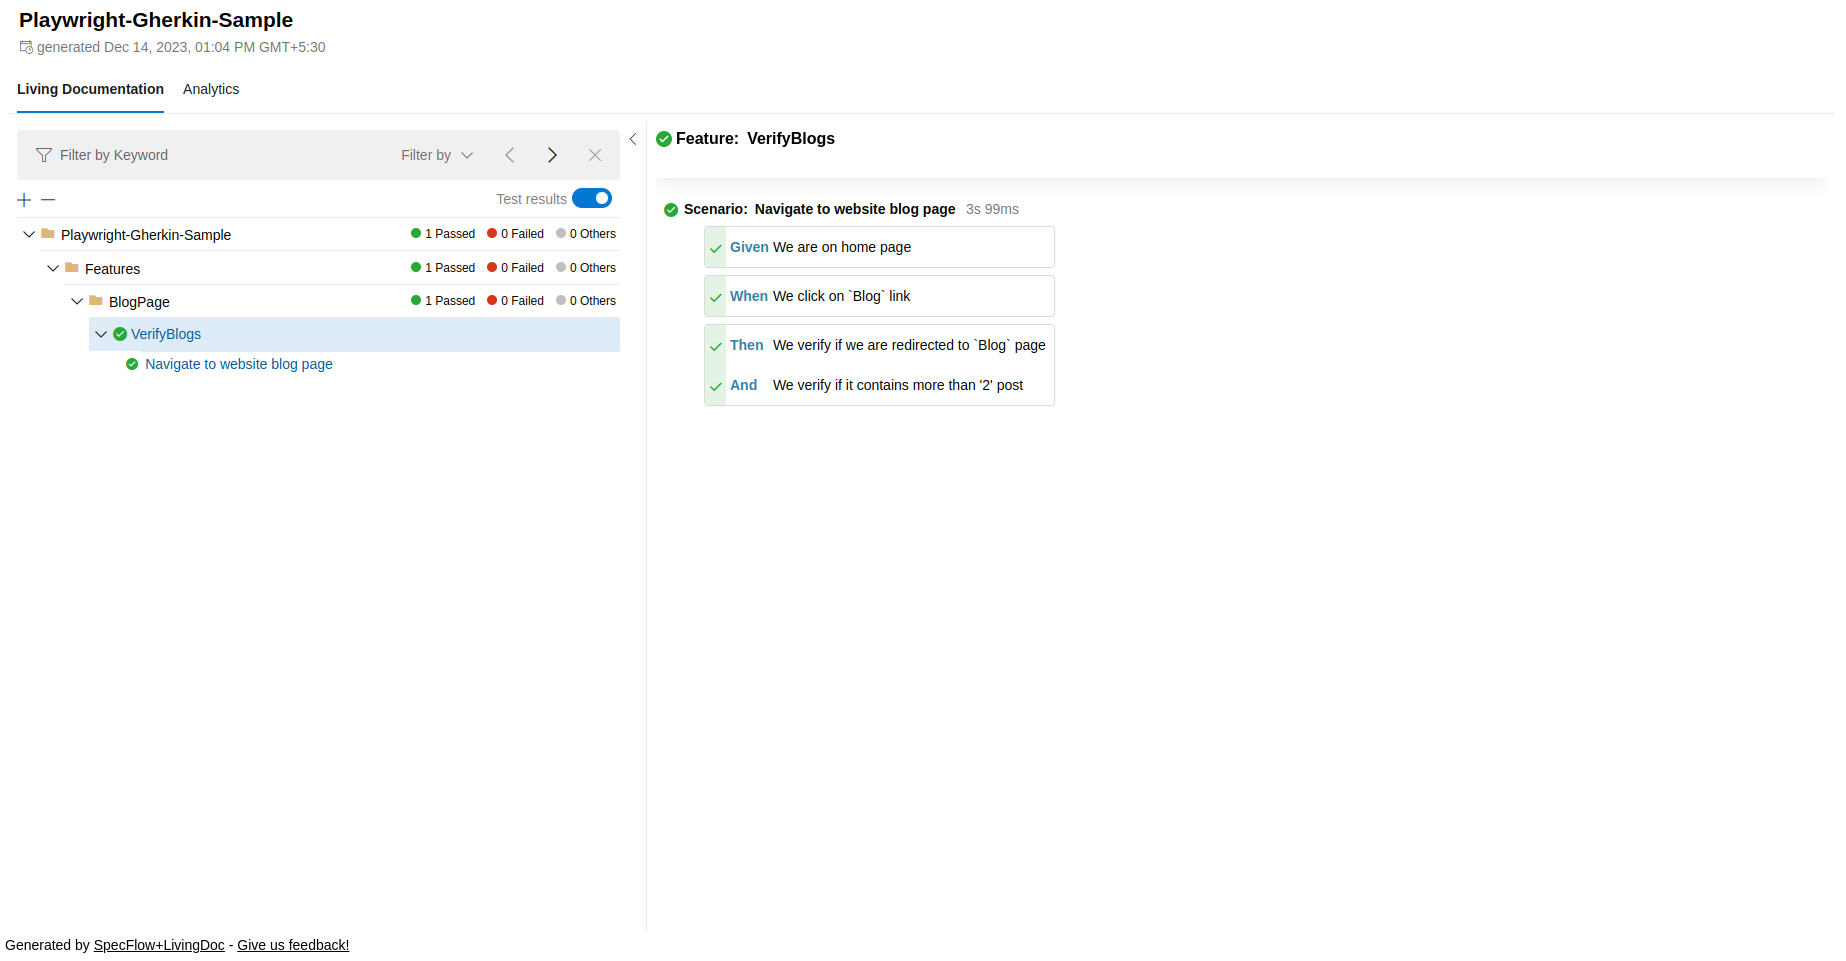 Playwright-Gherkin-Sample
generated Dec 14, 2023, 01:04 PM GMT+5:30
Living Documentation Analytics
Filter by Keyword Filter by
Test results
Playwright-Gherkin-Sample 1 Passed 0 Failed 0 Others
Features 1 Passed 0 Failed 0 Others
BlogPage 1 Passed 0 Failed 0 Others
VerifyBlogs
Navigate to website blog page
Feature: VerifyBlogs
Scenario: Navigate to website blog page 3s 99ms
Given We are on home page
When We click on `Blog` link
Then We verify if we are redirected to `Blog` page
And We verify if it contains more than '2' post
Generated by SpecFlow+LivingDoc - Give us feedback!